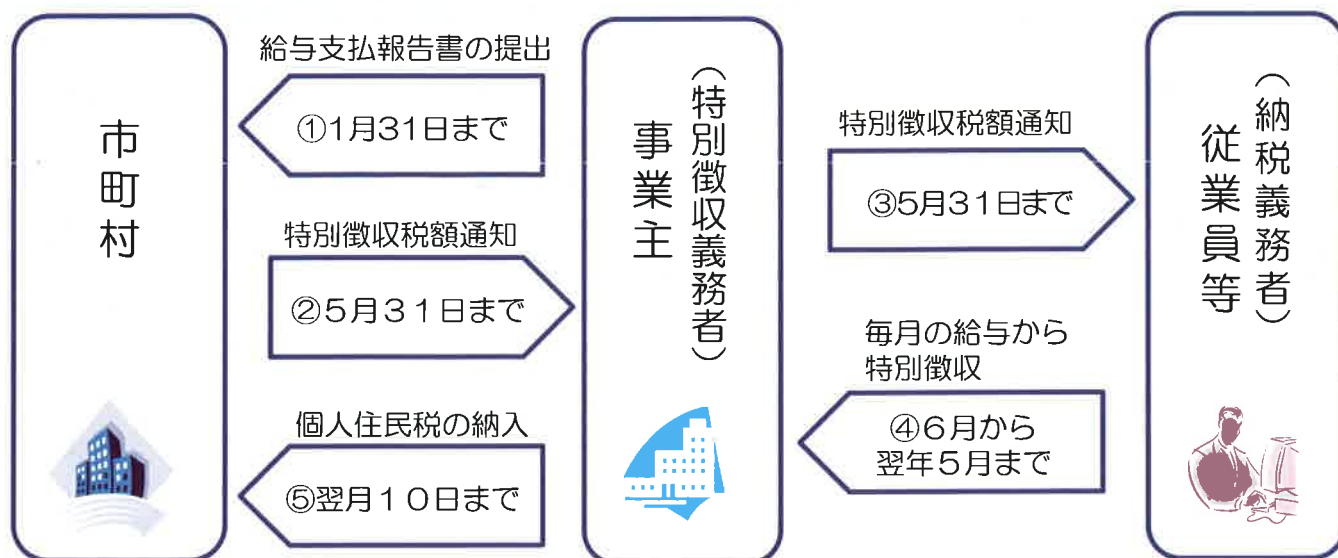 市町村
給与支払報告書の提出
①1月31日まで
特別徴収税額通知
②5月31日まで
個人住民税の納入
⑤翌月10日まで
(特別徴収義務者)
事業主
特別徴収税額通知
③5月31日まで
毎月の給与から
特別徴収
④6月から
翌年5月まで
(納税義務者)
従業員等